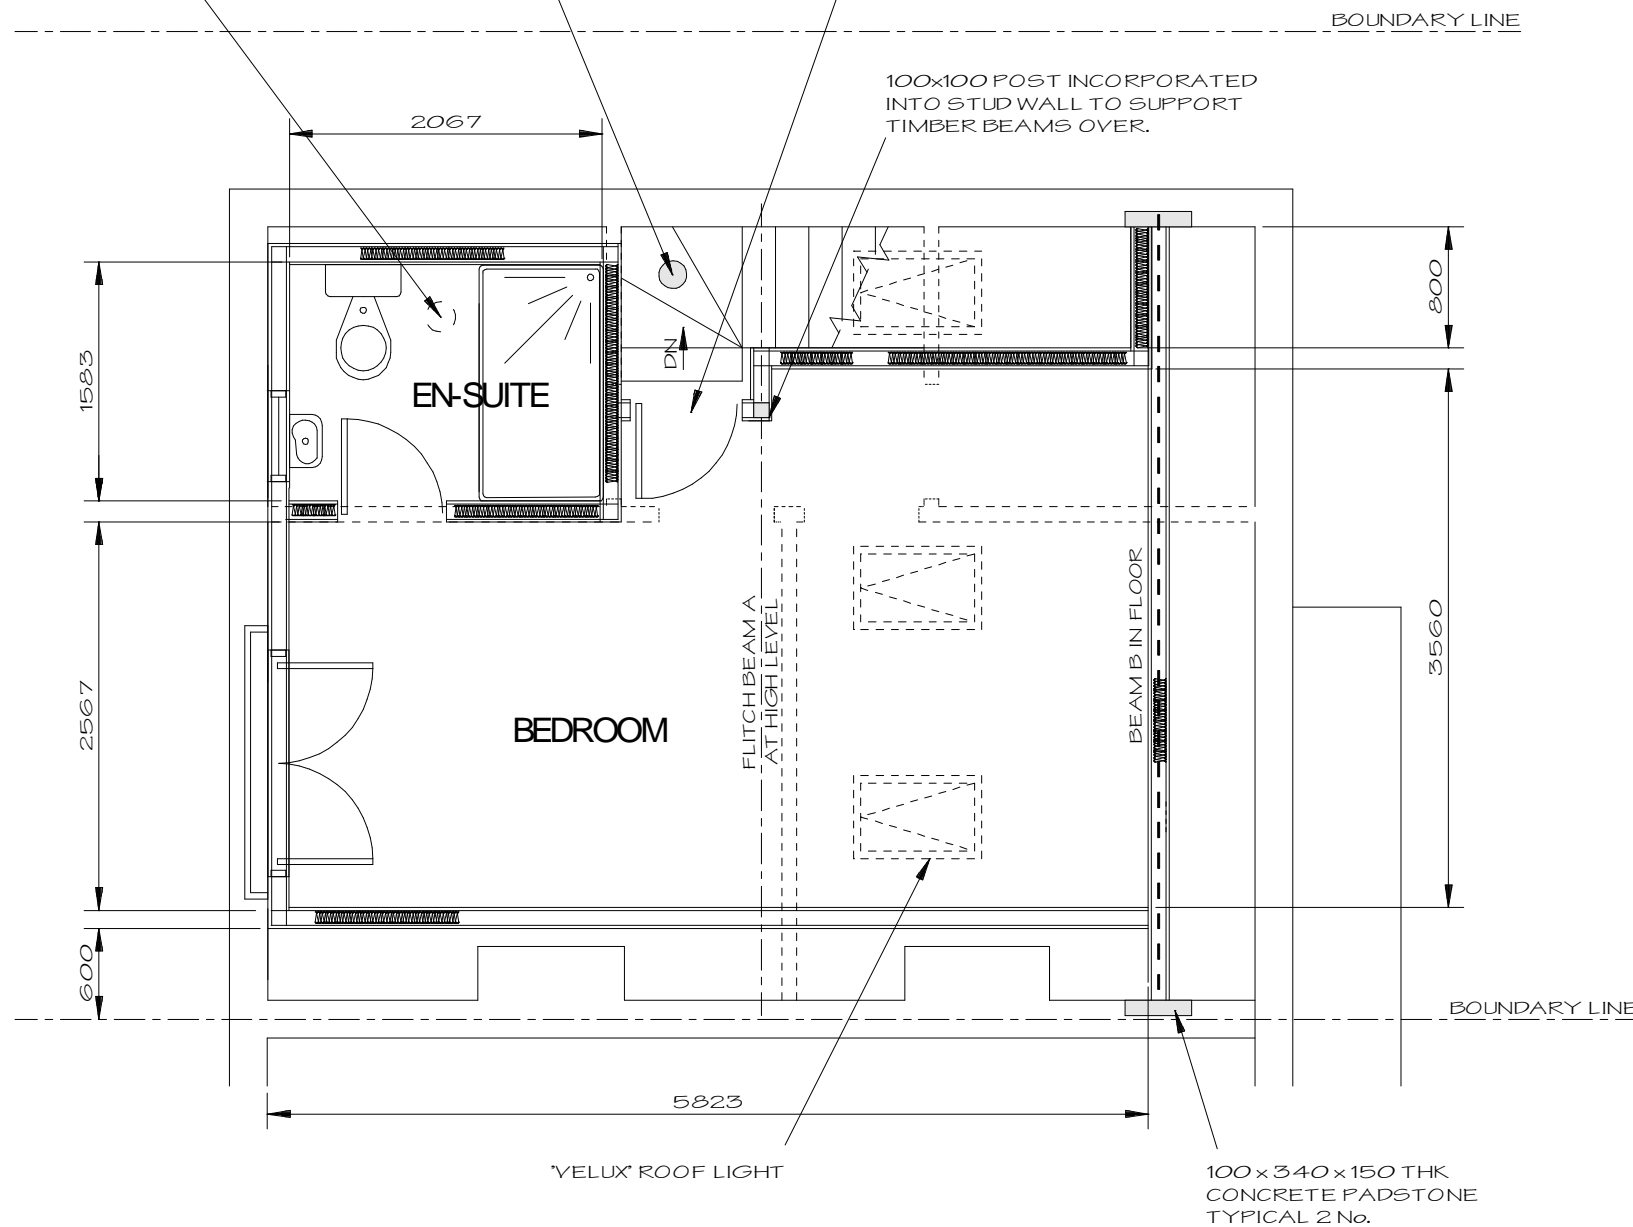 BOUNDARY LINE
100x100 POST INCORPORATED
INTO STUD WALL TO SUPPORT
TIMBER BEAMS OVER.
2067
800
DN
1583
EN-SUITE
BEAM B IN FLOOR
FLITCH BEAM A
AT HIGH LEVEL
3560
2567
BEDROOM
600
BOUNDARY LINE
5823
'VELUX' ROOF LIGHT
100 x 340 x 150 THK
CONCRETE PADSTONE
TYPICAL 2 No.